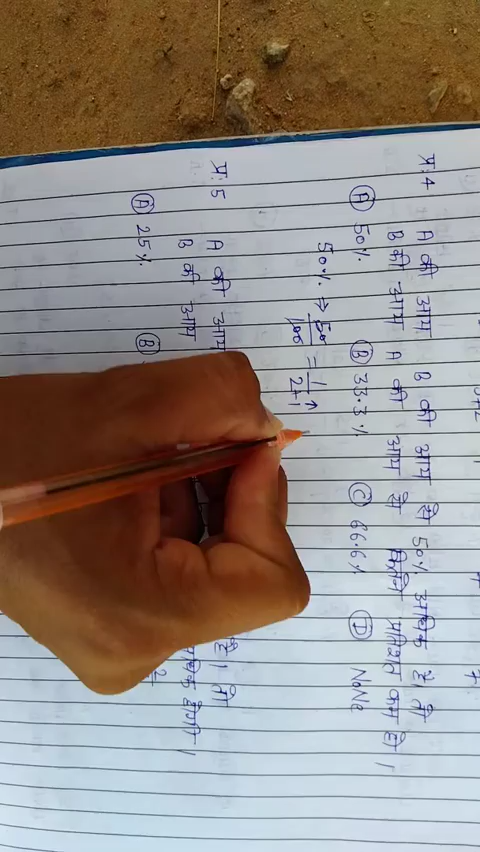 प्र. 4 A की आय B की आय से 50% अधिक है। तो
B की आय A की आय से कितने प्रतिशत कम है।
Ⓐ 50% Ⓑ 33.3% Ⓒ 66.6% Ⓓ NoNe
50% ⇒ 50/100 = 1/2+1 ↑
प्र. 5 A की आय है। तो
B की आय होगी।
Ⓐ 25% Ⓑ